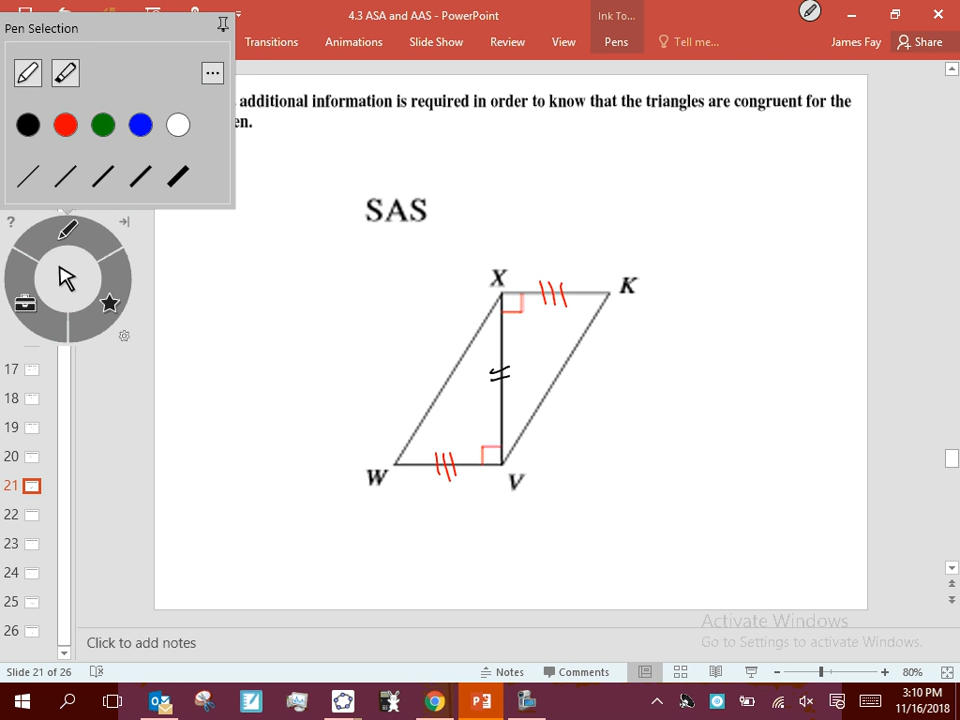 4.3 ASA and AAS - PowerPoint
Ink To...
Pen Selection
Transitions
Animations
Slide Show
Review
View
Pens
Tell me...
James Fay
Share
...
additional information is required in order to know that the triangles are congruent for the
en.
?
SAS
X
K
W
V
17
18
19
20
21
22
23
24
25
26
Activate Windows
Go to Settings to activate Windows.
Click to add notes
Slide 21 of 26
Notes
Comments
80%
3:10 PM
11/16/2018